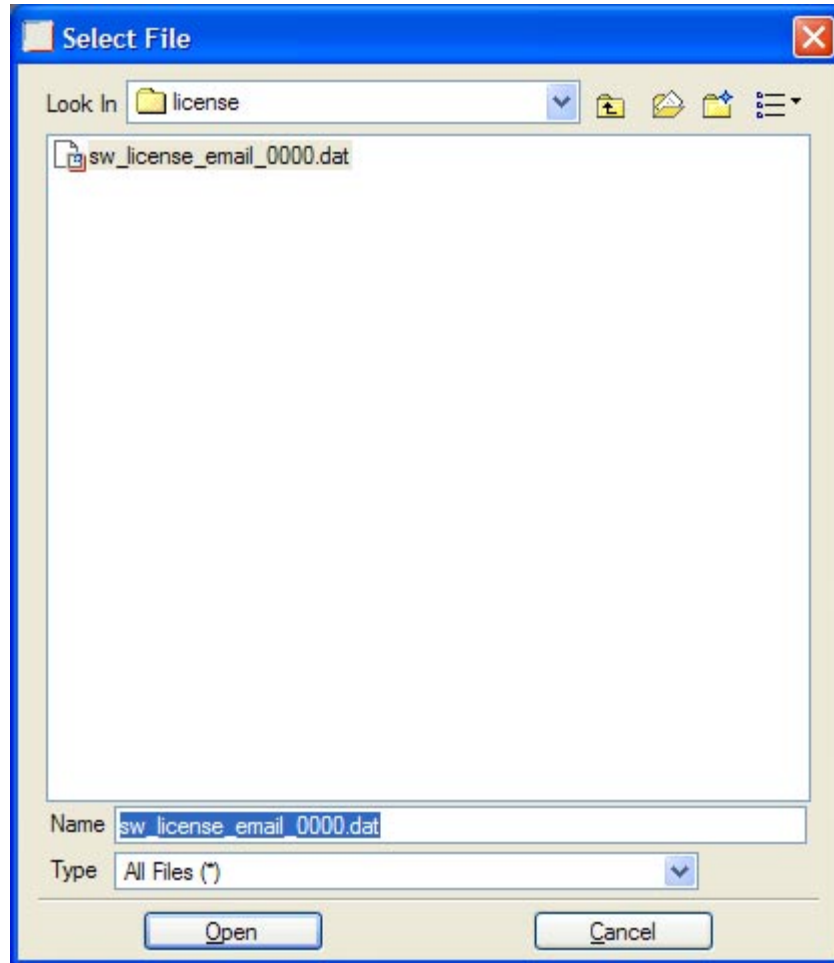 Select File
Look In license
sw_license_email_0000.dat
Name sw_license_email_0000.dat
Type All Files (*)
Open Cancel